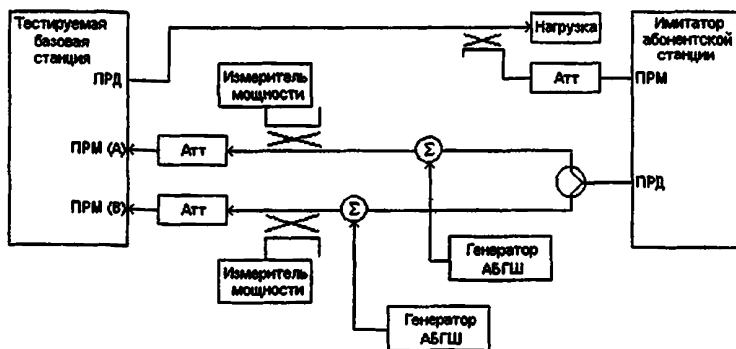 Тестируемая
базовая
станция
ПРД
ПРМ (А)
ПРМ (В)
Измеритель
мощности
Атт
Атт
Измеритель
мощности
Σ
Σ
Генератор
АБГШ
Генератор
АБГШ
Нагрузка
Атт
Имитатор
абонентской
станции
ПРМ
ПРД